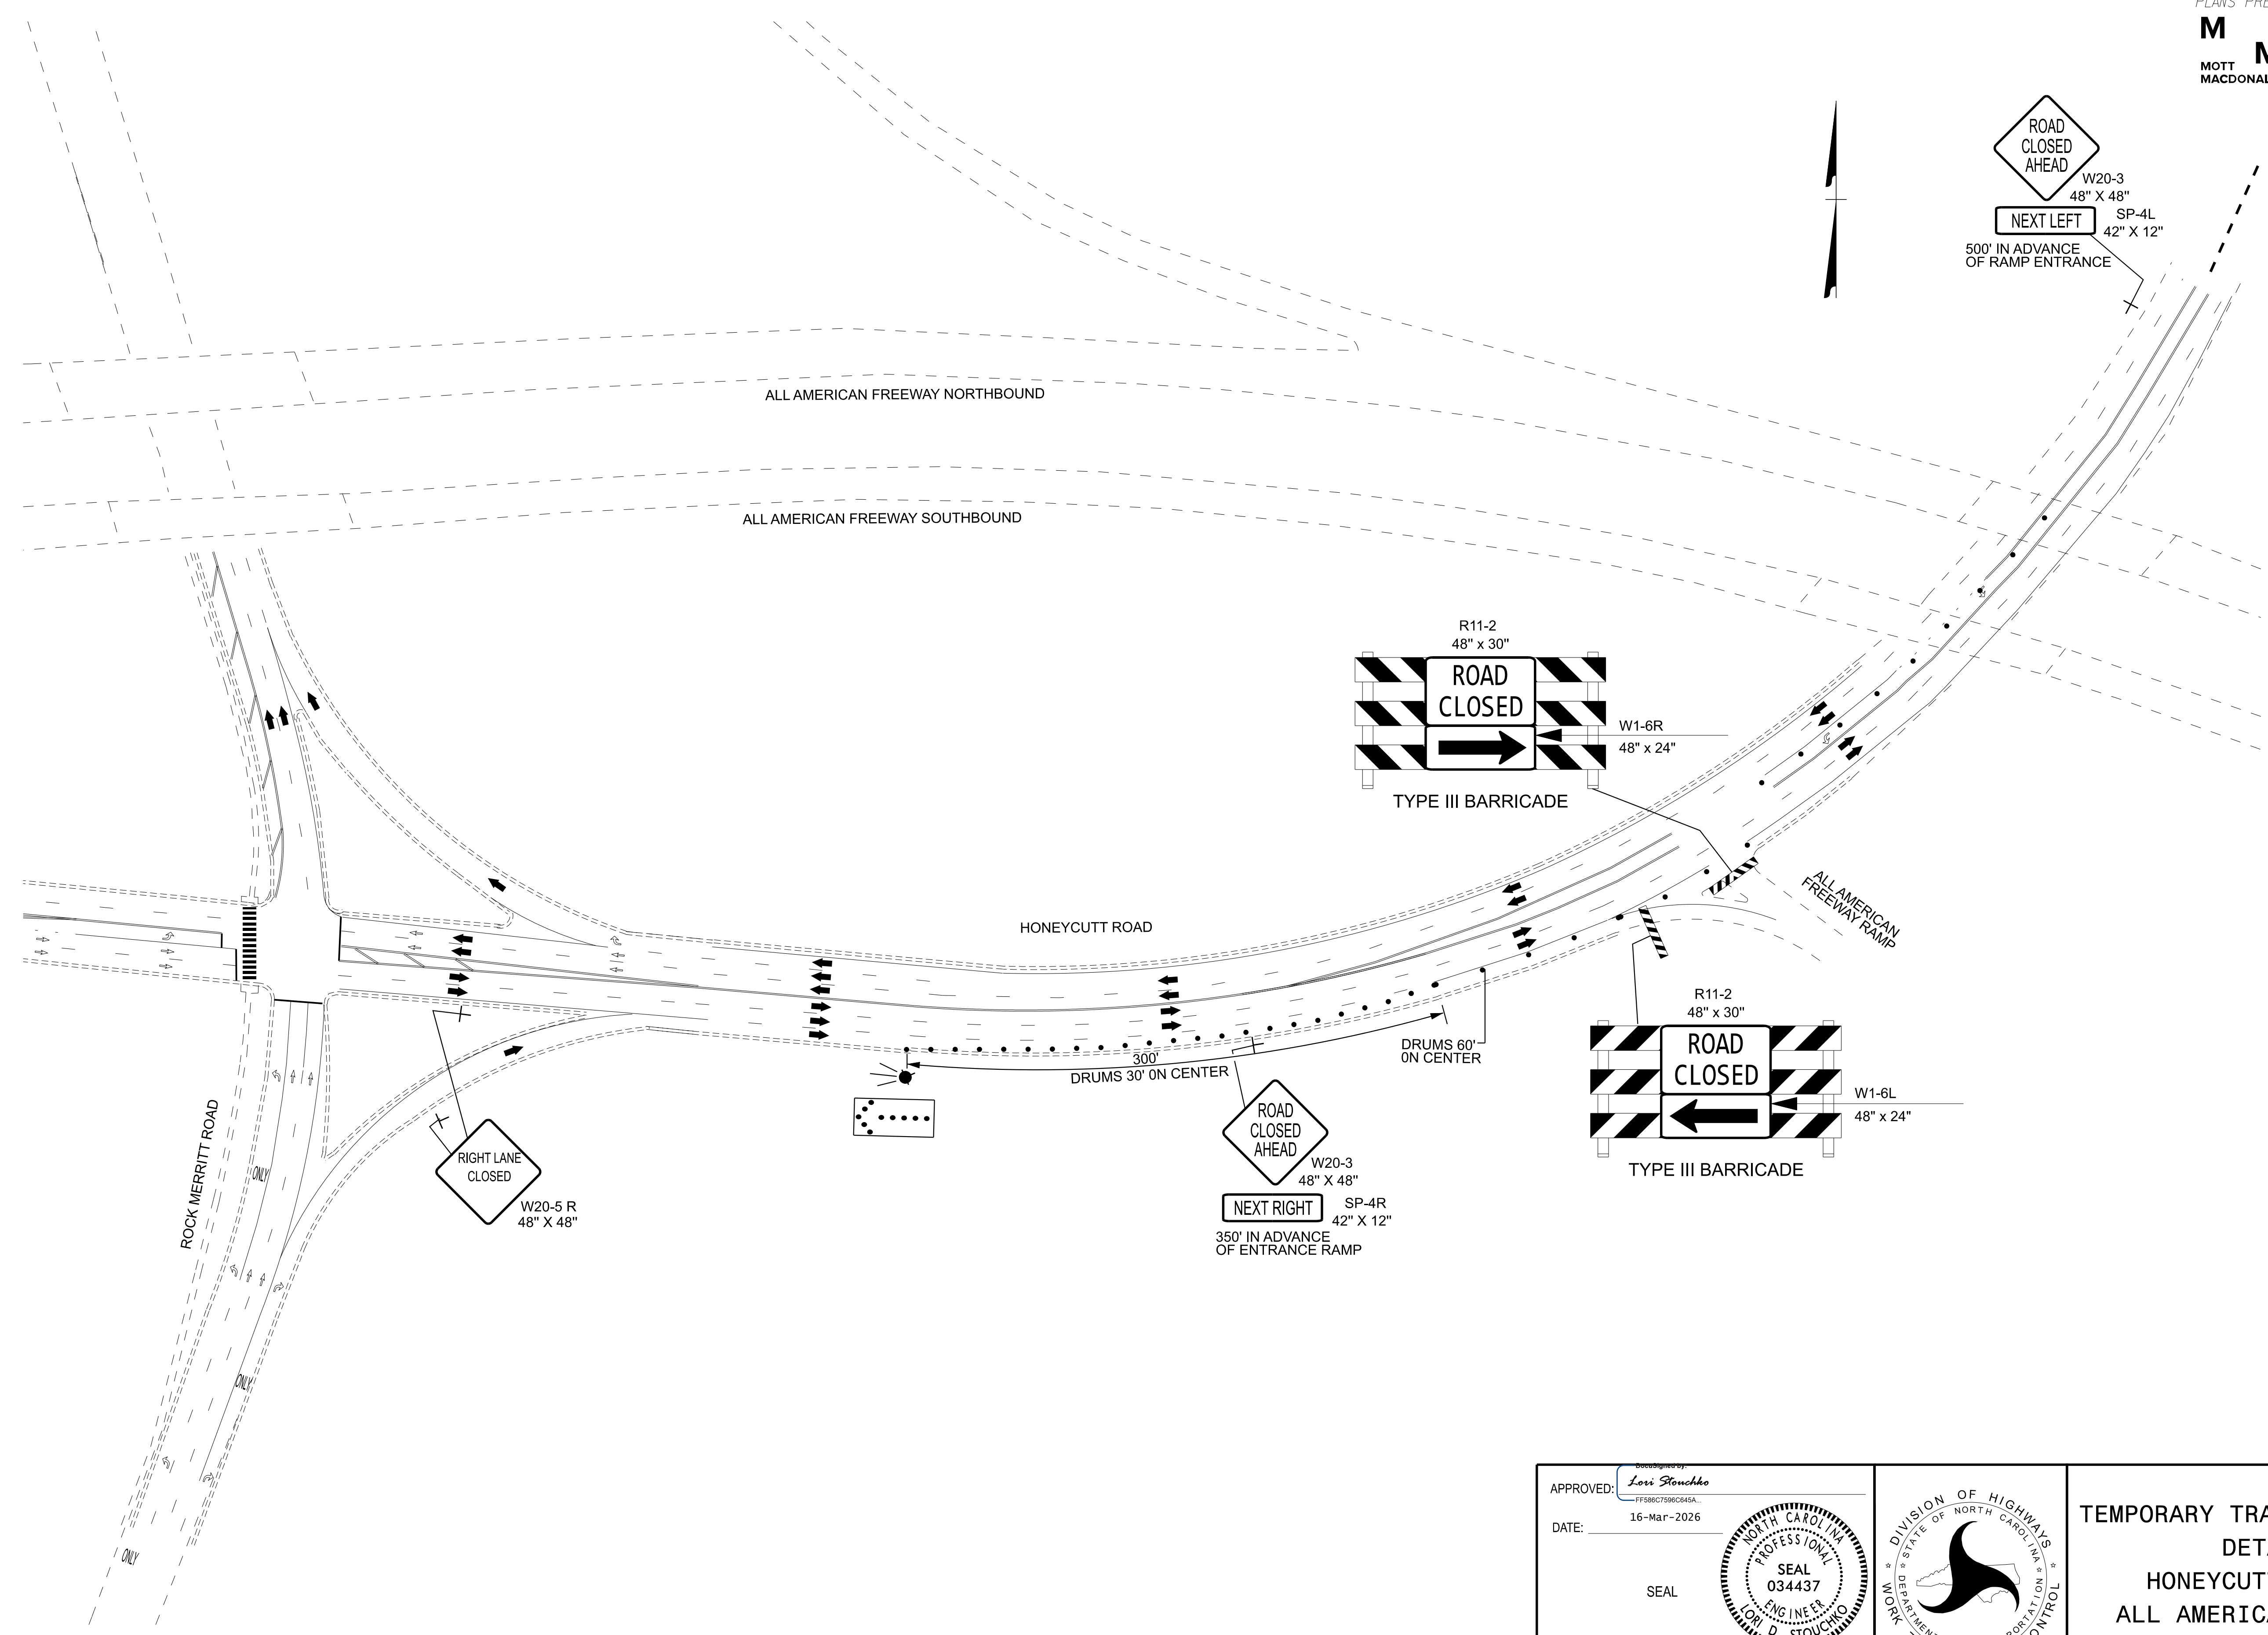 M
MOTT
ROAD
CLOSED
AHEAD
W20-3
48" X 48"
NEXT LEFT
SP-4L
42" X 12"
500' IN ADVANCE
OF RAMP ENTRANCE
ALL AMERICAN FREEWAY NORTHBOUND
ALL AMERICAN FREEWAY SOUTHBOUND
R11-2
48" x 30"
ROAD
CLOSED
W1-6R
48" x 24"
TYPE III BARRICADE
ALL AMERICAN
FREEWAY RAMP
HONEYCUTT ROAD
R11-2
48" x 30"
ROAD
CLOSED
W1-6L
48" x 24"
TYPE III BARRICADE
DRUMS 60'
0N CENTER
300'
DRUMS 30' 0N CENTER
ROAD
CLOSED
AHEAD
W20-3
48" X 48"
NEXT RIGHT
SP-4R
42" X 12"
350' IN ADVANCE
OF ENTRANCE RAMP
RIGHT LANE
CLOSED
W20-5 R
48" X 48"
ROCK MERRITT ROAD
ONLY
ONLY
ONLY
APPROVED:
DocuSigned by:
Lori Stouchko
FF586C7596C645A...
DATE:
16-Mar-2026
SEAL
NORTH CAROLINA
PROFESSIONAL
SEAL
034437
ENGINEER
LORI D. STOUCHKO
DIVISION OF HIGHWAYS
STATE OF NORTH CAROLINA
WORK
TEMPORARY
ALL